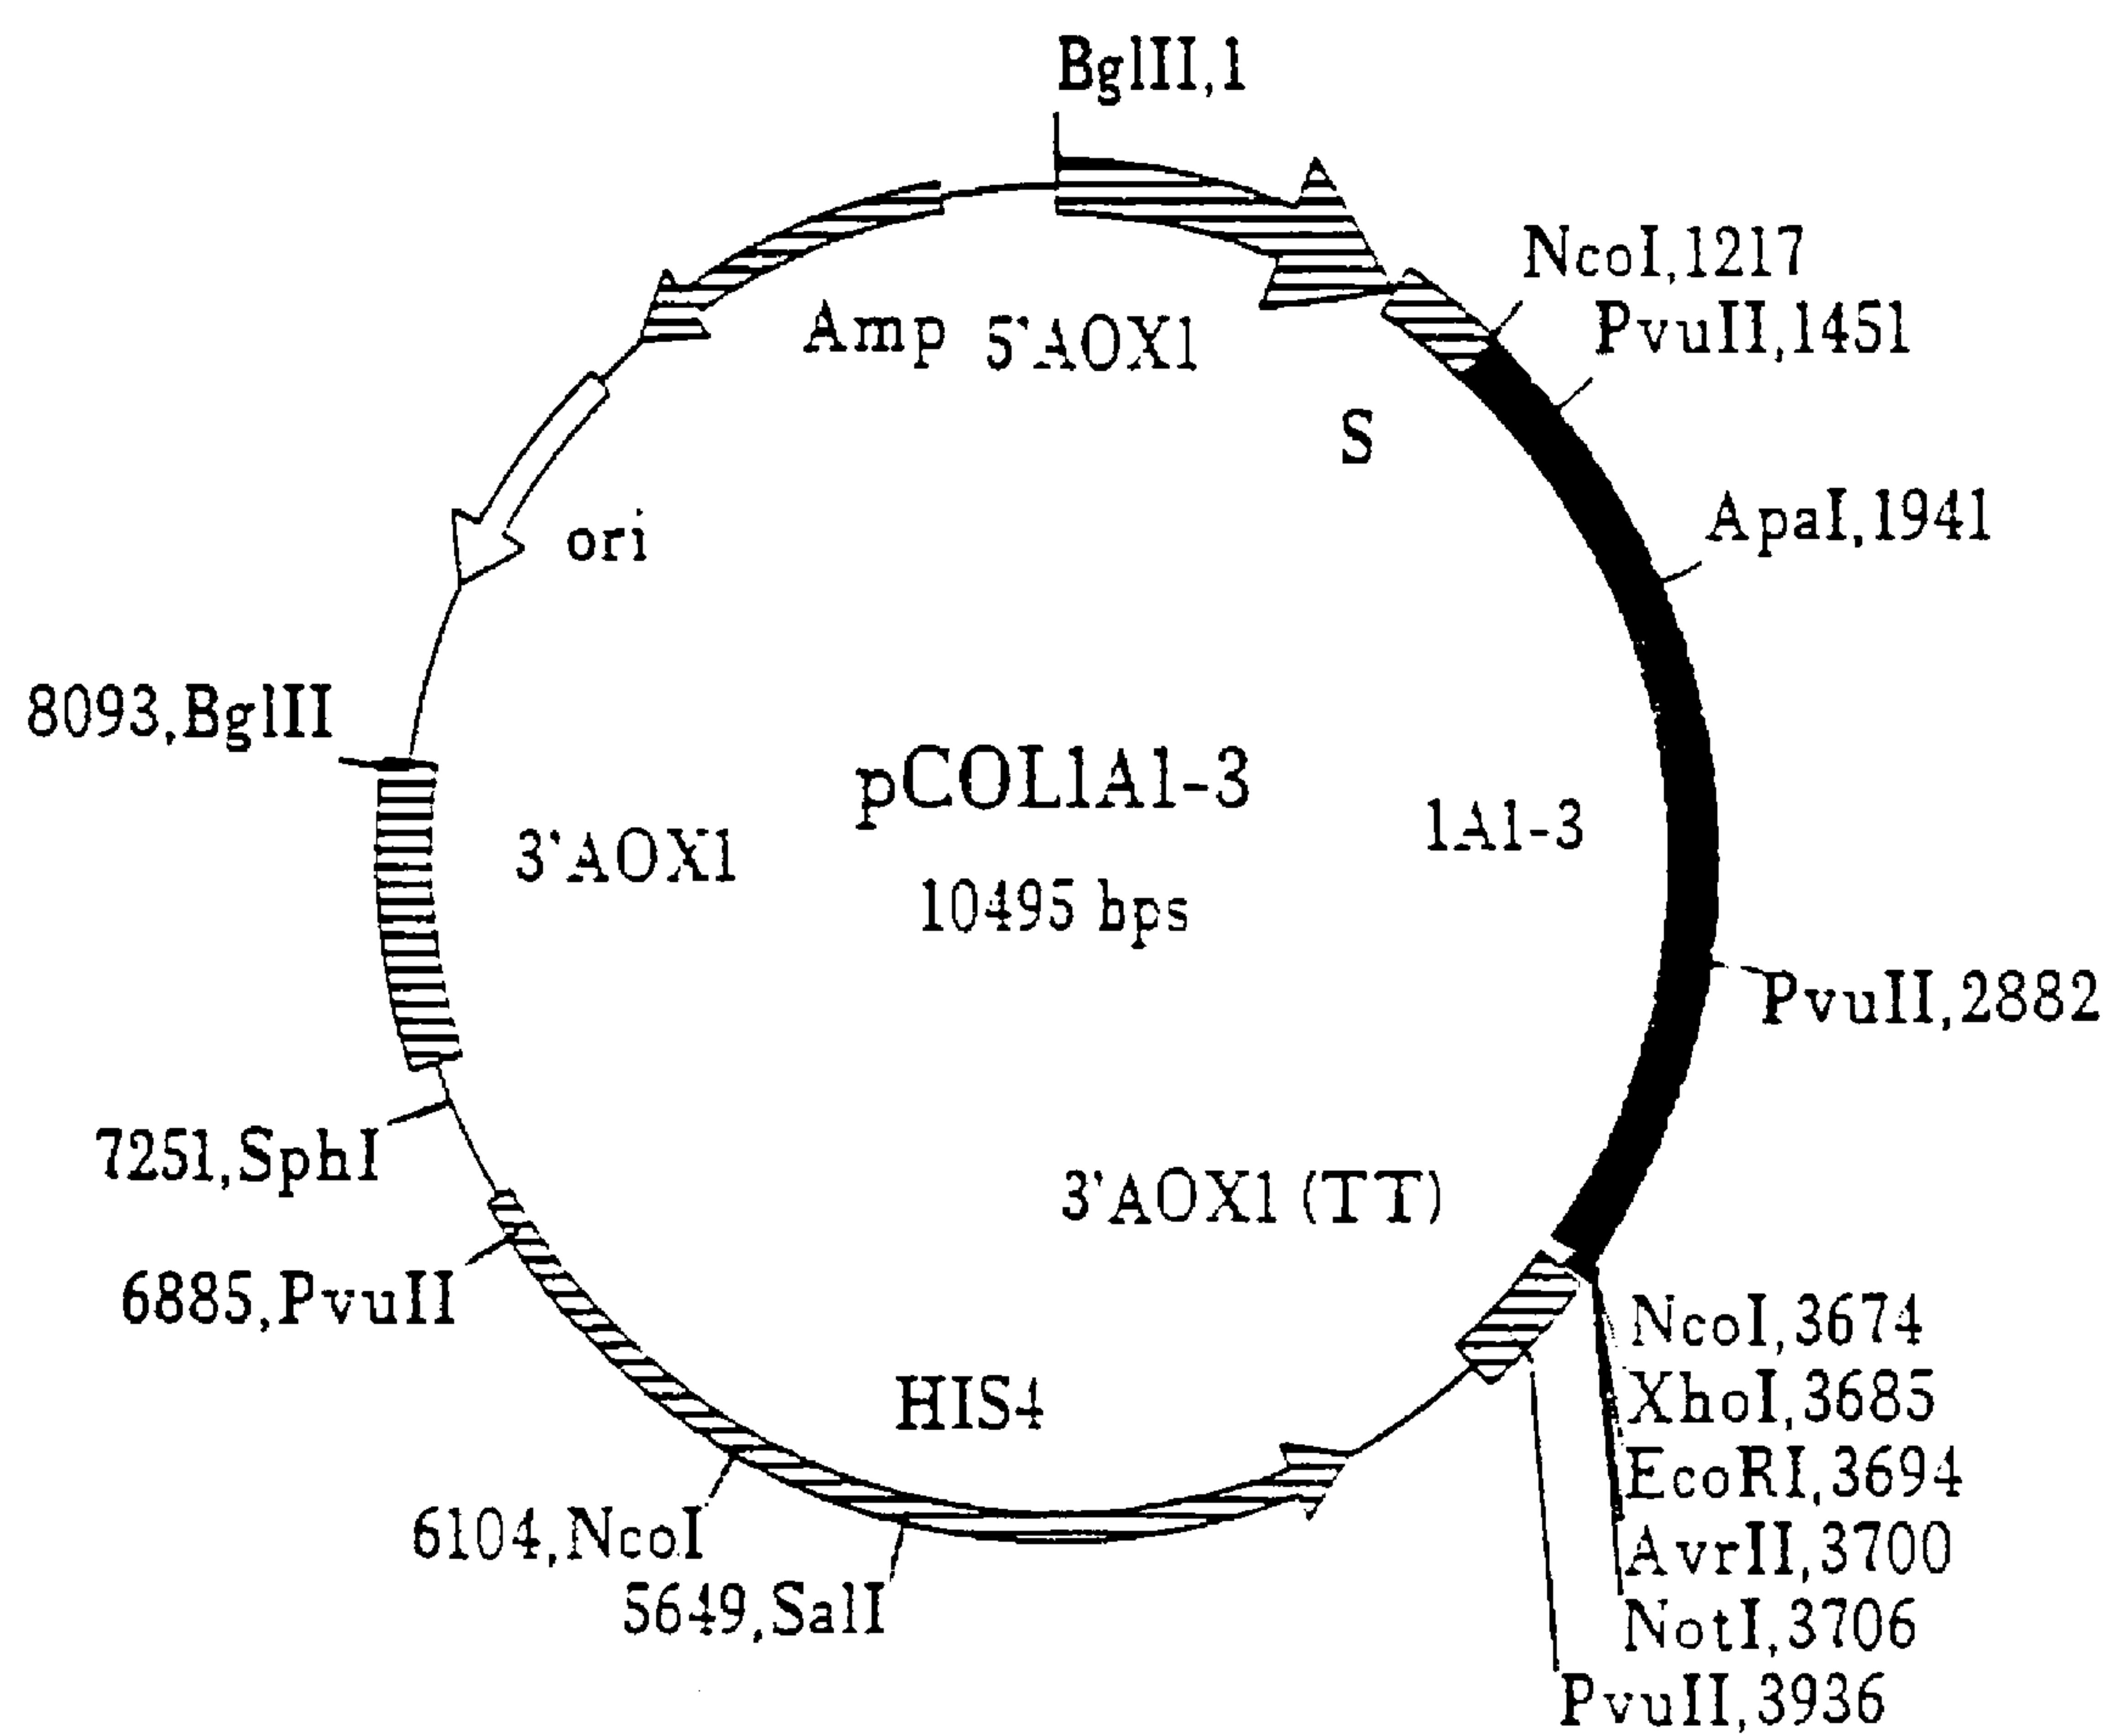 BglII,1
NcoI,1217
PvuII,1451
Amp
5'AOX1
S
ApaI,1941
ori
8093,BglII
pCOL1A1-3
1A1-3
3'AOX1
10495 bps
PvuII,2882
7251,SphI
3'AOX1 (TT)
6885,PvuII
NcoI,3674
XhoI,3685
HIS4
EcoRI,3694
6104,NcoI
AvrII,3700
5649,SalI
NotI,3706
PvuII,3936